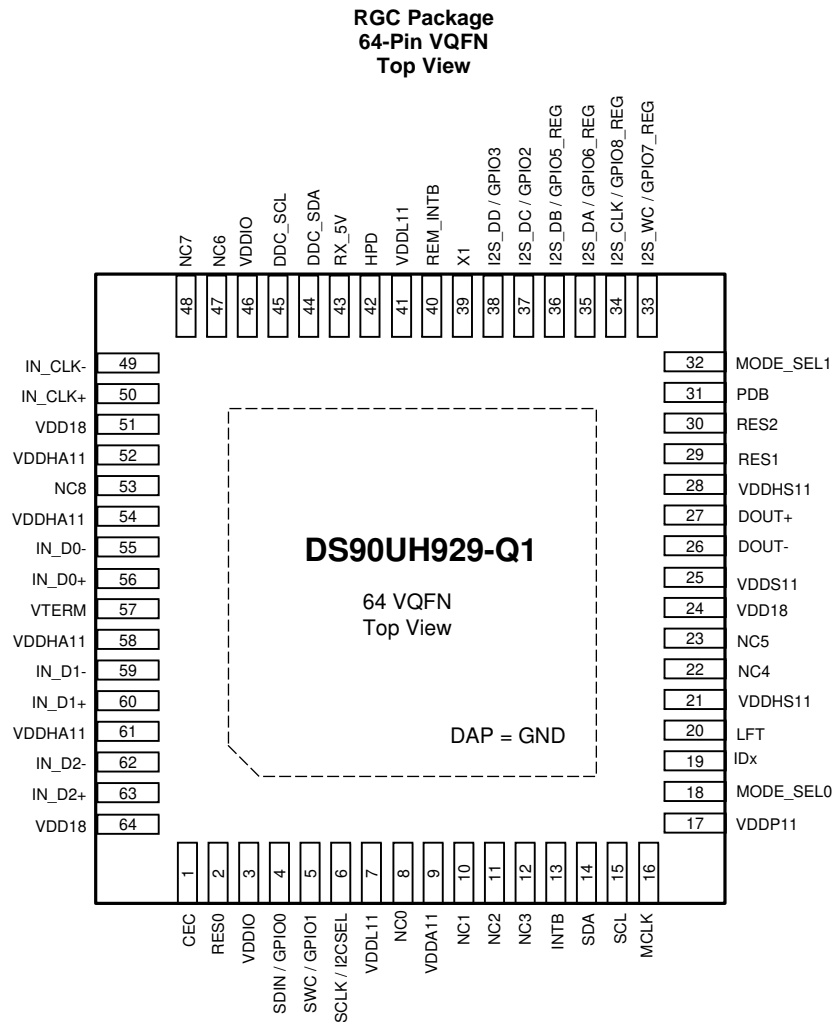 RGC Package
64-Pin VQFN
Top View
NC7
NC6
VDDIO
DDC_SCL
DDC_SDA
RX_5V
HPD
VDDL11
REM_INTB
X1
I2S_DD / GPIO3
I2S_DC / GPIO2
I2S_DB / GPIO5_REG
I2S_DA / GPIO6_REG
I2S_CLK / GPIO8_REG
I2S_WC / GPIO7_REG
48
47
46
45
44
43
42
41
40
39
38
37
36
35
34
33
IN_CLK- 49
IN_CLK+ 50
VDD18 51
VDDHA11 52
NC8 53
VDDHA11 54
IN_D0- 55
IN_D0+ 56
VTERM 57
VDDHA11 58
IN_D1- 59
IN_D1+ 60
VDDHA11 61
IN_D2- 62
IN_D2+ 63
VDD18 64
DS90UH929-Q1
64 VQFN
Top View
DAP = GND
32 MODE_SEL1
31 PDB
30 RES2
29 RES1
28 VDDHS11
27 DOUT+
26 DOUT-
25 VDDS11
24 VDD18
23 NC5
22 NC4
21 VDDHS11
20 LFT
19 IDx
18 MODE_SEL0
17 VDDP11
1
2
3
4
5
6
7
8
9
10
11
12
13
14
15
16
CEC
RES0
VDDIO
SDIN / GPIO0
SWC / GPIO1
SCLK / I2CSEL
VDDL11
NC0
VDDA11
NC1
NC2
NC3
INTB
SDA
SCL
MCLK